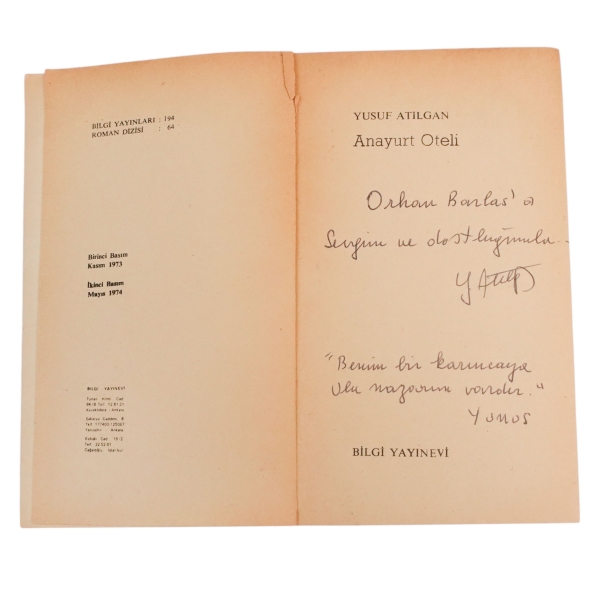 BİLGİ YAYINLARI : 194
ROMAN DİZİSİ : 64
Birinci Basım
Kasım 1973
İkinci Basım
Mayıs 1974
BİLGİ YAYINEVİ
YUSUF ATILGAN
Anayurt Oteli
Orhan Barlas'a
Sevgim ve dostluğumla..
Y Atılg
"Benim bir karıncaya
Ulu nazarım vardır."
Yunus
BİLGİ YAYINEVİ